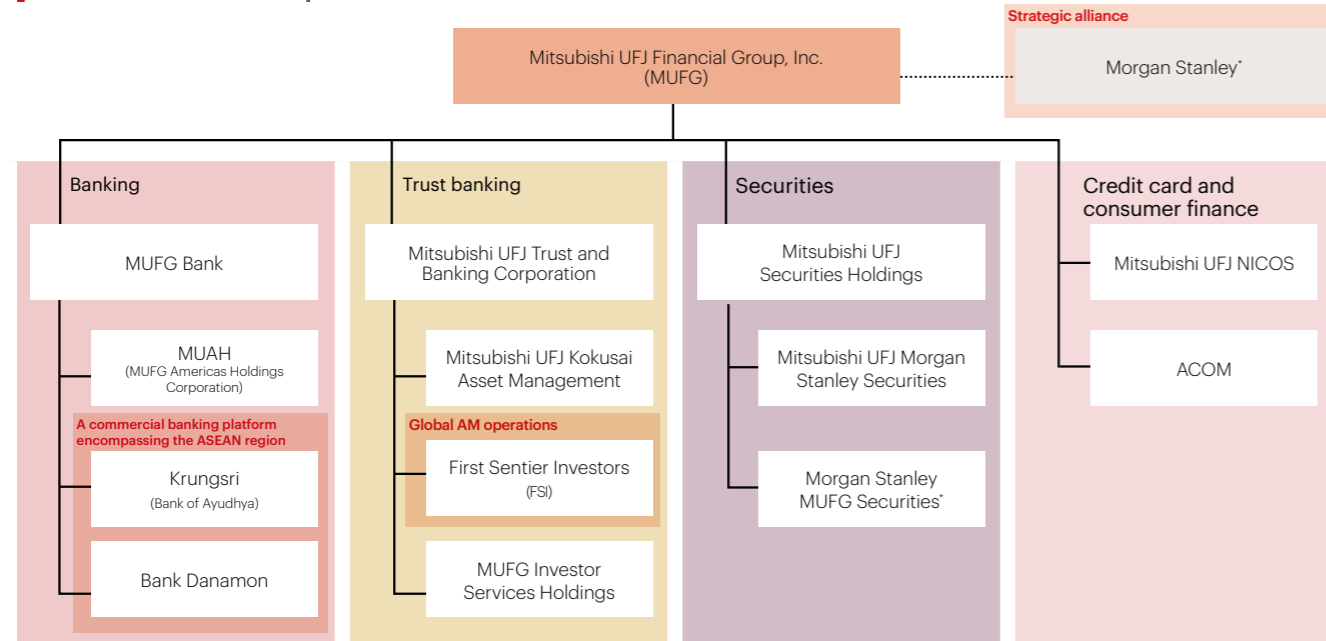 Strategic alliance
Mitsubishi UFJ Financial Group, Inc.
(MUFG)
Morgan Stanley*
Banking
MUFG Bank
MUAH
(MUFG Americas Holdings
Corporation)
A commercial banking platform
encompassing the ASEAN region
Krungsri
(Bank of Ayudhya)
Bank Danamon
Trust banking
Mitsubishi UFJ Trust and
Banking Corporation
Mitsubishi UFJ Kokusai
Asset Management
Global AM operations
First Sentier Investors
(FSI)
MUFG Investor
Services Holdings
Securities
Mitsubishi UFJ
Securities Holdings
Mitsubishi UFJ Morgan
Stanley Securities
Morgan Stanley
MUFG Securities*
Credit card and
consumer finance
Mitsubishi UFJ NICOS
ACOM